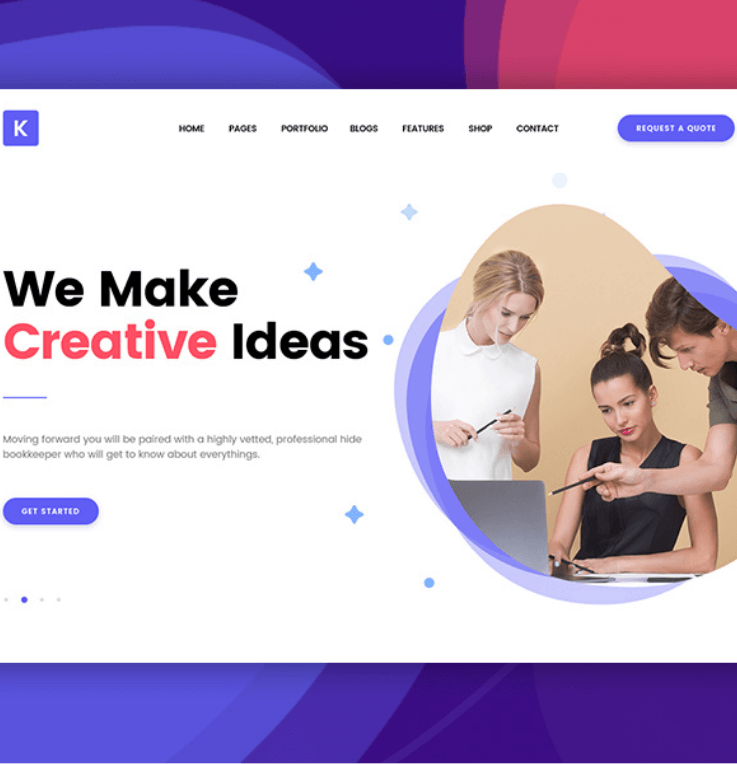 K
HOME PAGES PORTFOLIO BLOGS FEATURES SHOP CONTACT REQUEST A QUOTE
We Make
Creative Ideas
Moving forward you will be paired with a highly vetted, professional hide
bookkeeper who will get to know about everythings.
GET STARTED